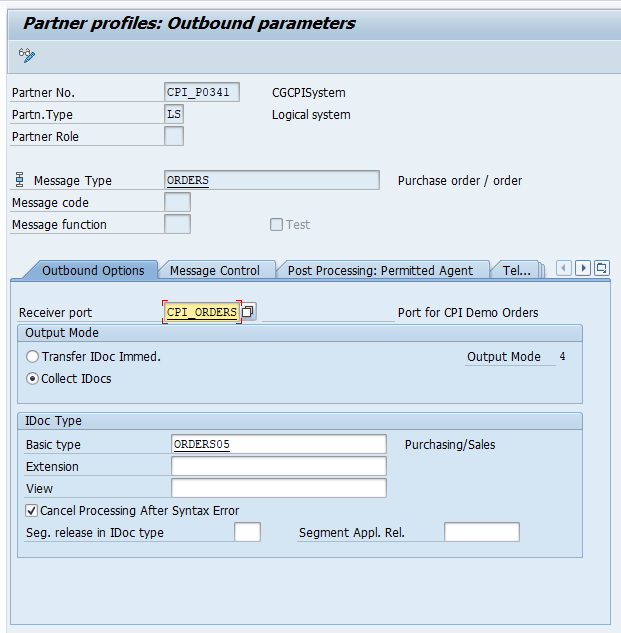 Partner profiles: Outbound parameters
Partner No. CPI_P0341 CGCPISystem
Partn.Type LS Logical system
Partner Role
Message Type ORDERS Purchase order / order
Message code
Message function Test
Outbound Options Message Control Post Processing: Permitted Agent Tel...
Receiver port CPI_ORDERS Port for CPI Demo Orders
Output Mode
Transfer IDoc Immed. Output Mode 4
Collect IDocs
IDoc Type
Basic type ORDERS05 Purchasing/Sales
Extension
View
Cancel Processing After Syntax Error
Seg. release in IDoc type Segment Appl. Rel.